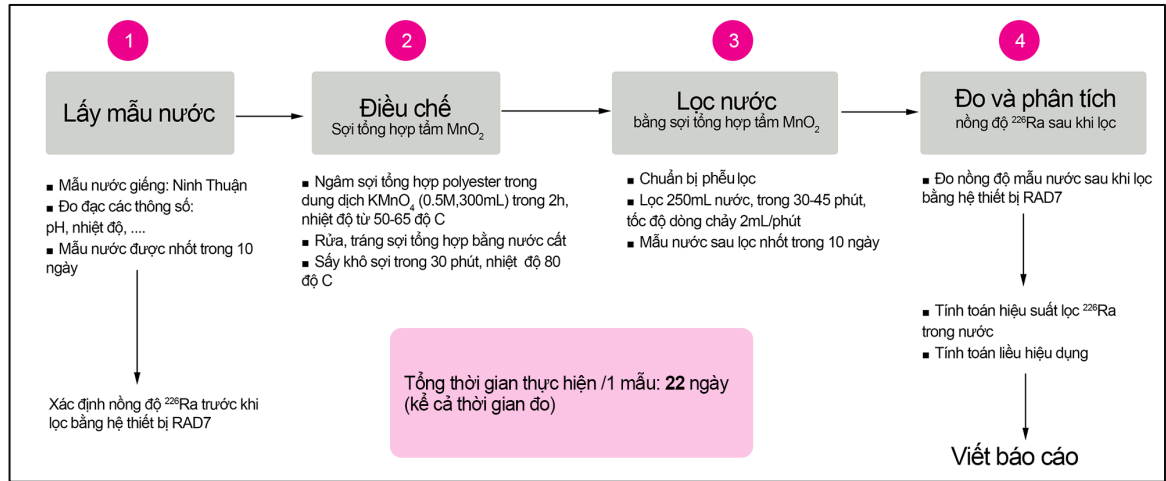 1
Lấy mẫu nước
■ Mẫu nước giếng: Ninh Thuận
■ Đo đạc các thông số:
pH, nhiệt độ, ....
■ Mẫu nước được nhốt trong 10
ngày
Xác định nồng độ ²²⁶Ra trước khi
lọc bằng hệ thiết bị RAD7
2
Điều chế
Sợi tổng hợp tẩm MnO₂
■ Ngâm sợi tổng hợp polyester trong
dung dịch KMnO₄ (0.5M,300mL) trong 2h,
nhiệt độ từ 50-65 độ C
■ Rửa, tráng sợi tổng hợp bằng nước cất
■ Sấy khô sợi trong 30 phút, nhiệt độ 80
độ C
3
Lọc nước
bằng sợi tổng hợp tẩm MnO₂
■ Chuẩn bị phễu lọc
■ Lọc 250mL nước, trong 30-45 phút,
tốc độ dòng chảy 2mL/phút
■ Mẫu nước sau lọc nhốt trong 10 ngày
4
Đo và phân tích
nồng độ ²²⁶Ra sau khi lọc
■ Đo nồng độ mẫu nước sau khi lọc
bằng hệ thiết bị RAD7
■ Tính toán hiệu suất lọc ²²⁶Ra
trong nước
■ Tính toán liều hiệu dụng
Viết báo cáo
Tổng thời gian thực hiện /1 mẫu: 22 ngày
(kể cả thời gian đo)